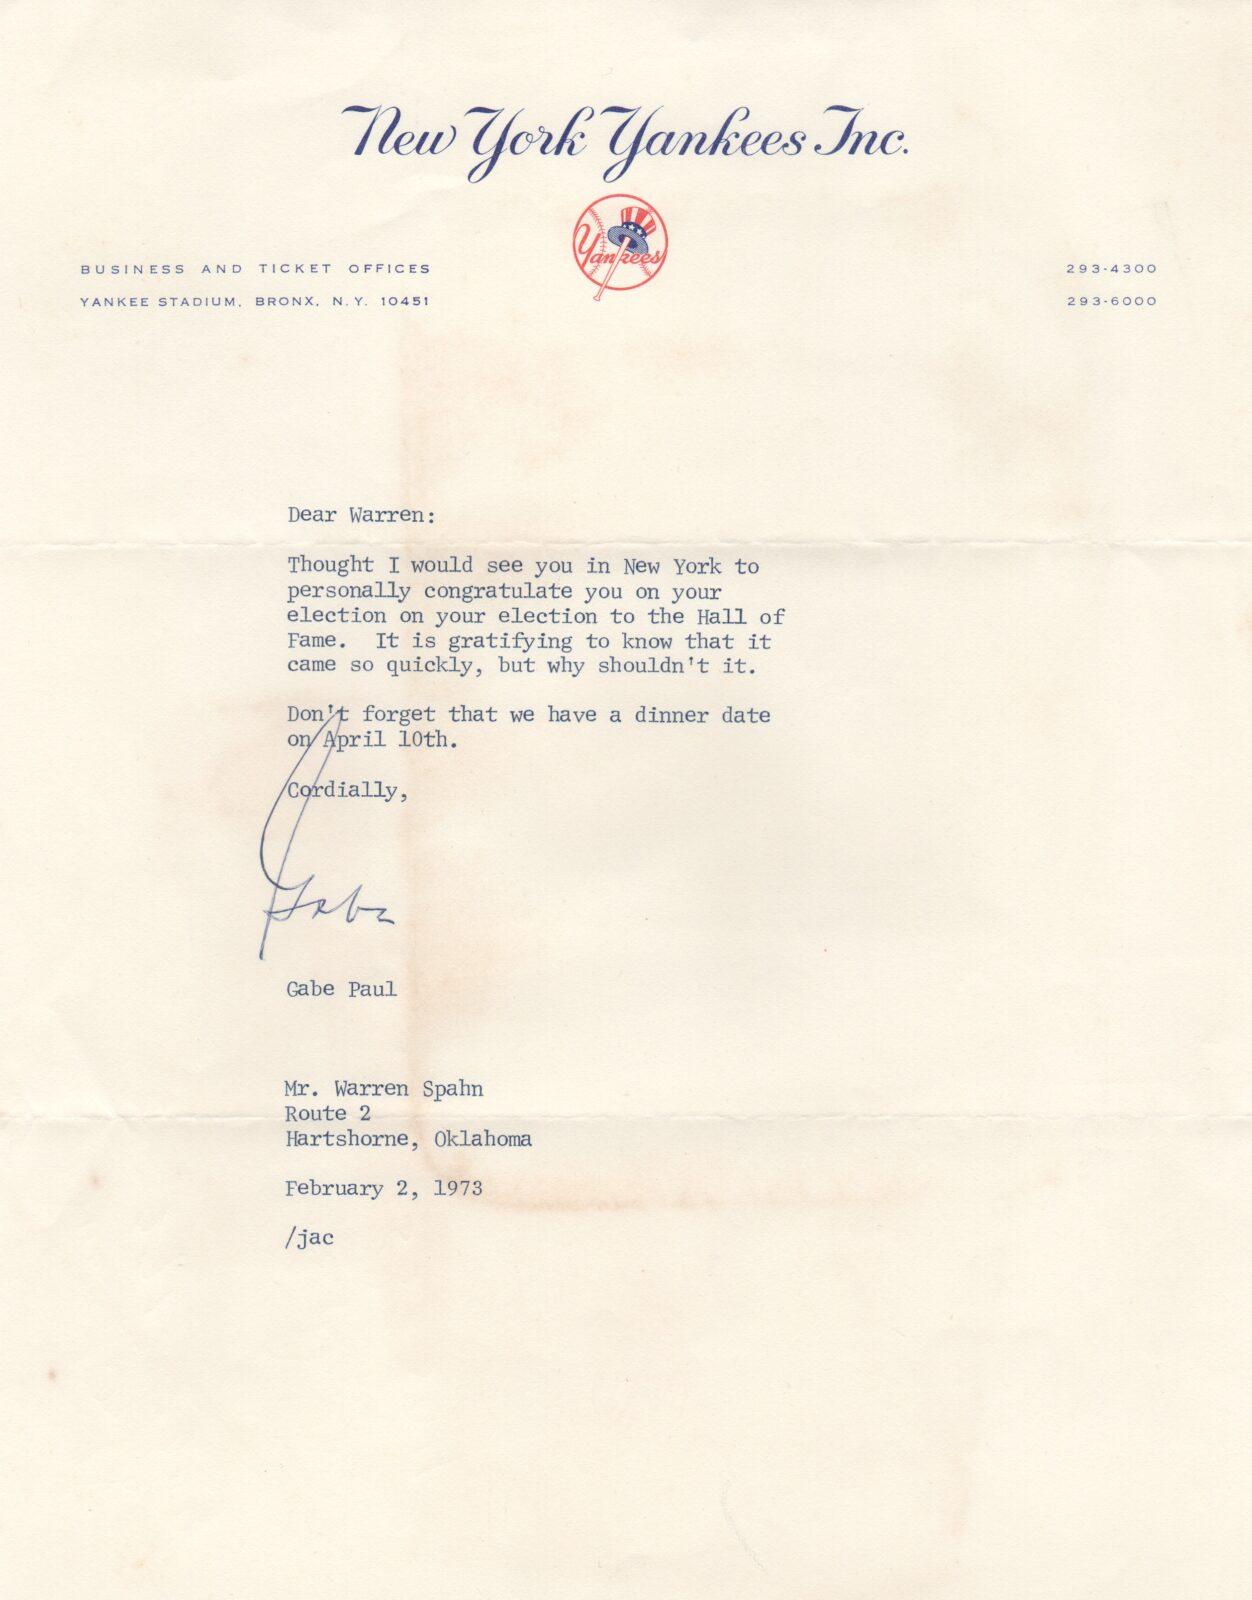 New York Yankees Inc.
Yankees
BUSINESS AND TICKET OFFICES
YANKEE STADIUM, BRONX, N.Y. 10451
293-4300
293-6000
Dear Warren:
Thought I would see you in New York to
personally congratulate you on your
election on your election to the Hall of
Fame.  It is gratifying to know that it
came so quickly, but why shouldn't it.
Don't forget that we have a dinner date
on April 10th.
Cordially,
Gabe
Gabe Paul
Mr. Warren Spahn
Route 2
Hartshorne, Oklahoma
February 2, 1973
/jac